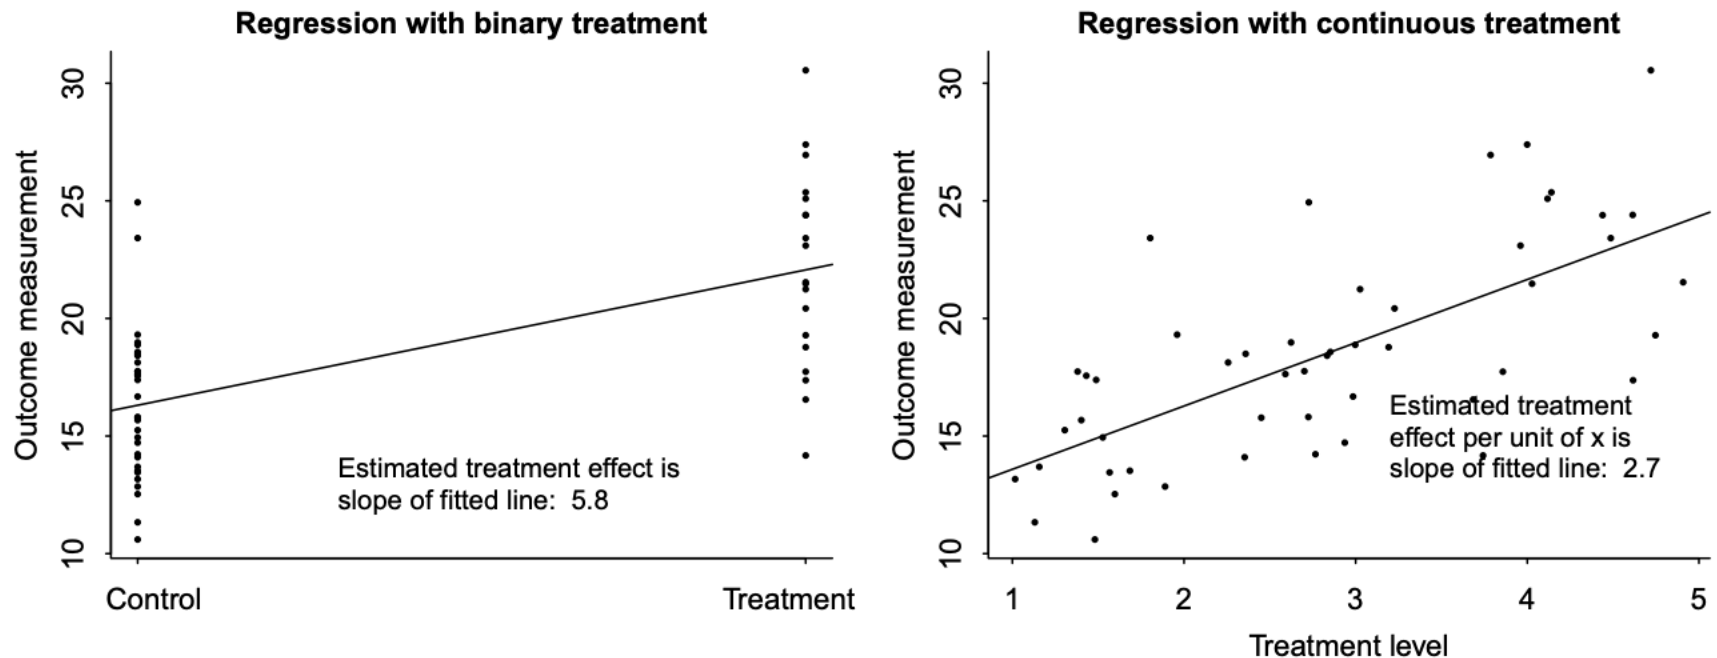 Regression with binary treatment
Outcome measurement
30
25
20
15
10
Estimated treatment effect is
slope of fitted line: 5.8
Control
Treatment
Regression with continuous treatment
Outcome measurement
30
25
20
15
10
Estimated treatment
effect per unit of x is
slope of fitted line: 2.7
1
2
3
4
5
Treatment level